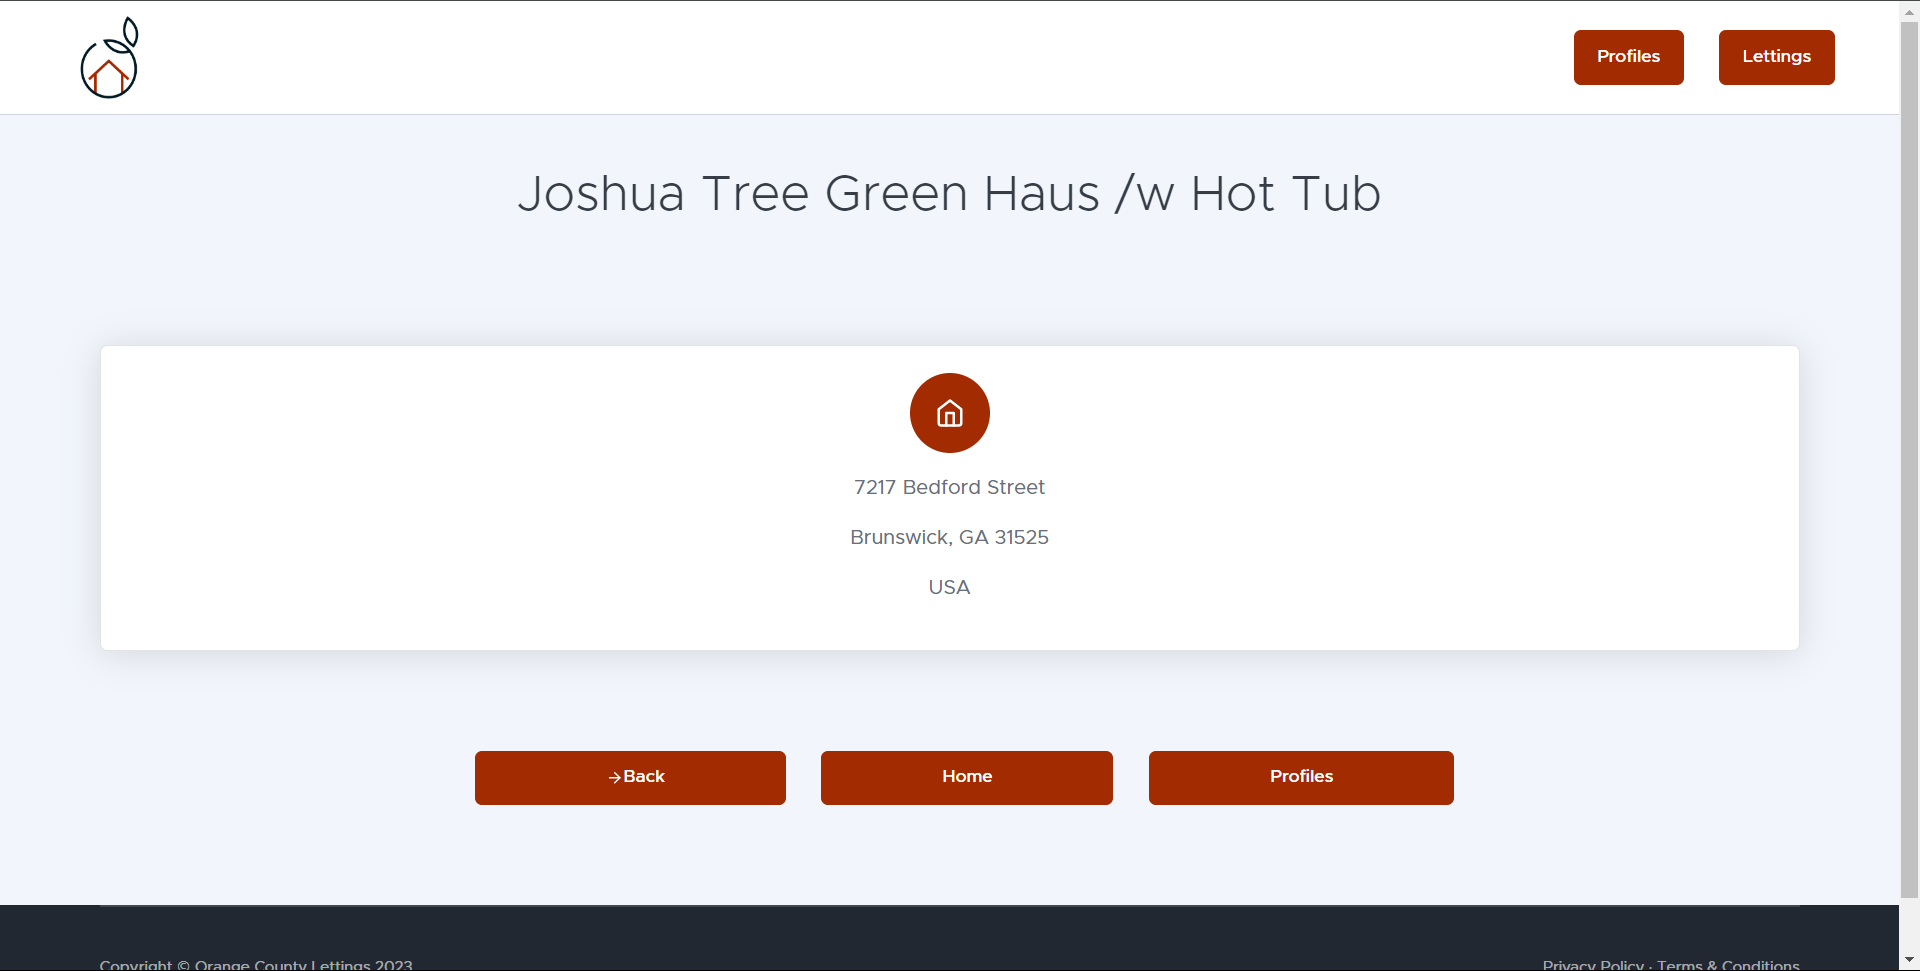 Profiles
Lettings
Joshua Tree Green Haus /w Hot Tub
7217 Bedford Street
Brunswick, GA 31525
USA
→Back
Home
Profiles
Copyright © Orange County Lettings 2023
Privacy Policy · Terms & Conditions